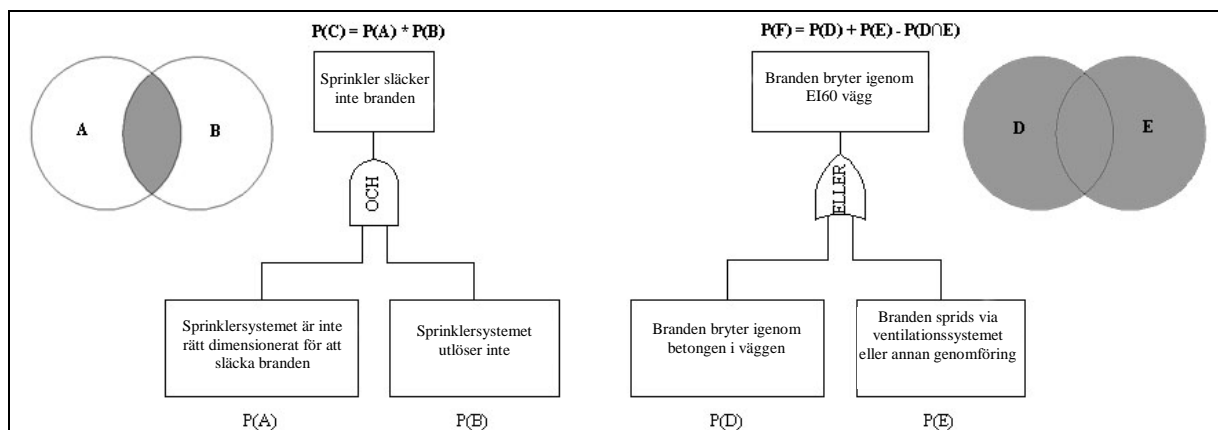 P(C) = P(A) * P(B)
Sprinkler släcker
inte branden
A
B
OCH
Sprinklersystemet är inte
rätt dimensionerat för att
släcka branden
Sprinklersystemet
utlöser inte
P(A)
P(B)
P(F) = P(D) + P(E) - P(D∩E)
Branden bryter igenom
EI60 vägg
D
E
ELLER
Branden bryter igenom
betongen i väggen
Branden sprids via
ventilationssystemet
eller annan genomföring
P(D)
P(E)